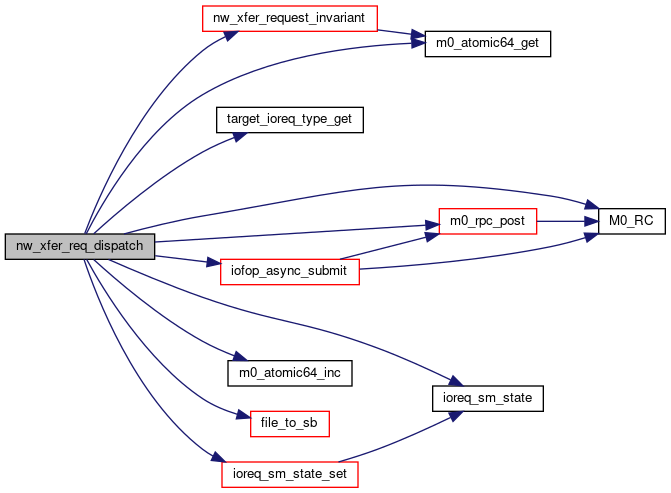 nw_xfer_request_invariant
m0_atomic64_get
target_ioreq_type_get
m0_rpc_post
M0_RC
nw_xfer_req_dispatch
iofop_async_submit
m0_atomic64_inc
ioreq_sm_state
file_to_sb
ioreq_sm_state_set